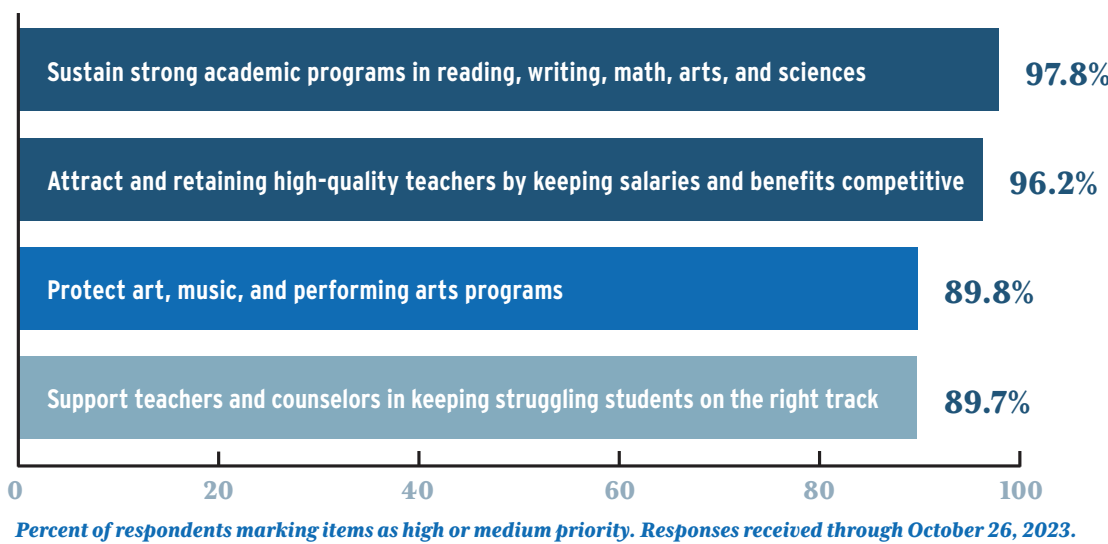 Sustain strong academic programs in reading, writing, math, arts, and sciences
97.8%
Attract and retaining high-quality teachers by keeping salaries and benefits competitive
96.2%
Protect art, music, and performing arts programs
89.8%
Support teachers and counselors in keeping struggling students on the right track
89.7%
0 20 40 60 80 100
Percent of respondents marking items as high or medium priority. Responses received through October 26, 2023.